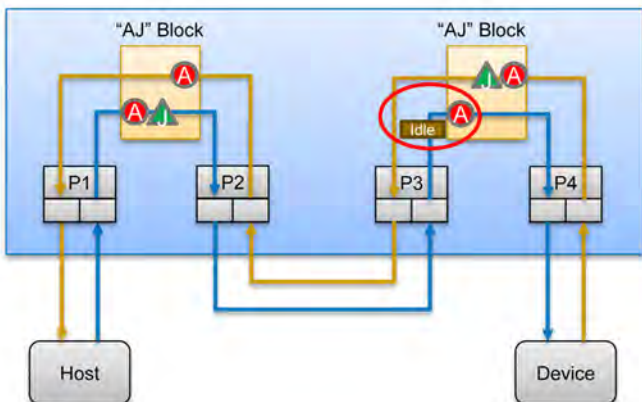 “AJ” Block
“AJ” Block
A
J
A
A
J
A
Idle
P1
P2
P3
P4
Host
Device